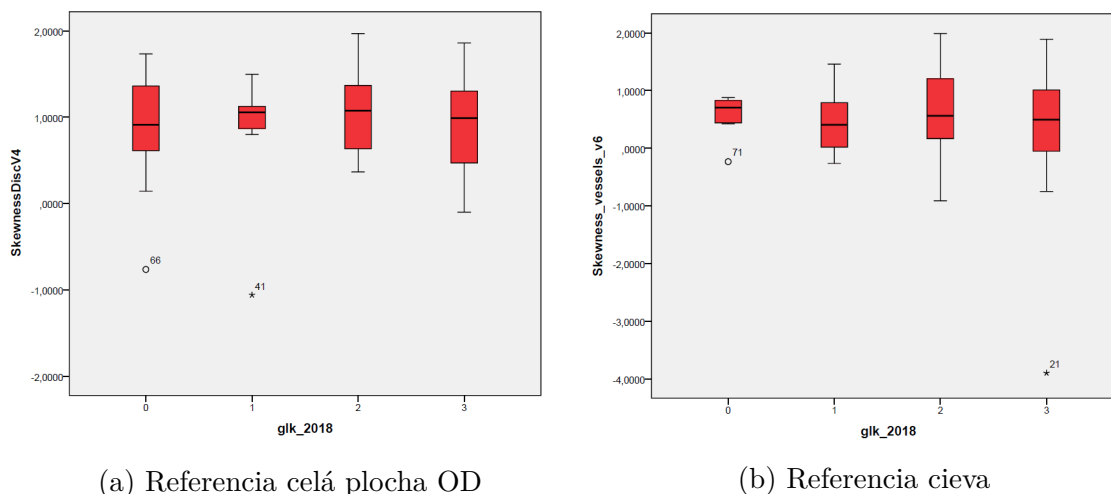 2,0000
1,0000
,0000
-1,0000
-2,0000
SkewnessDiscV4
66
41
0 1 2 3
glk_2018
(a) Referencia celá plocha OD
2,0000
1,0000
,0000
-1,0000
-2,0000
-3,0000
-4,0000
Skewness_vessels_v6
71
21
0 1 2 3
glk_2018
(b) Referencia cieva